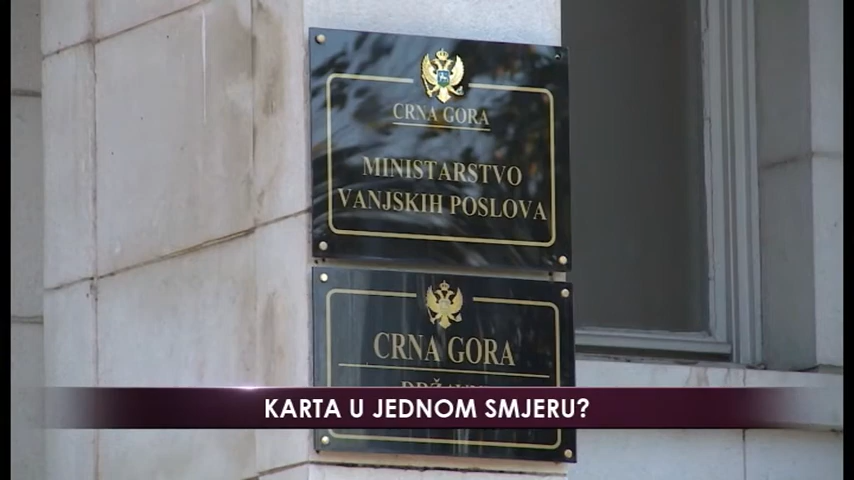 CRNA GORA
MINISTARSTVO
VANJSKIH POSLOVA
CRNA GORA
KARTA U JEDNOM SMJERU?